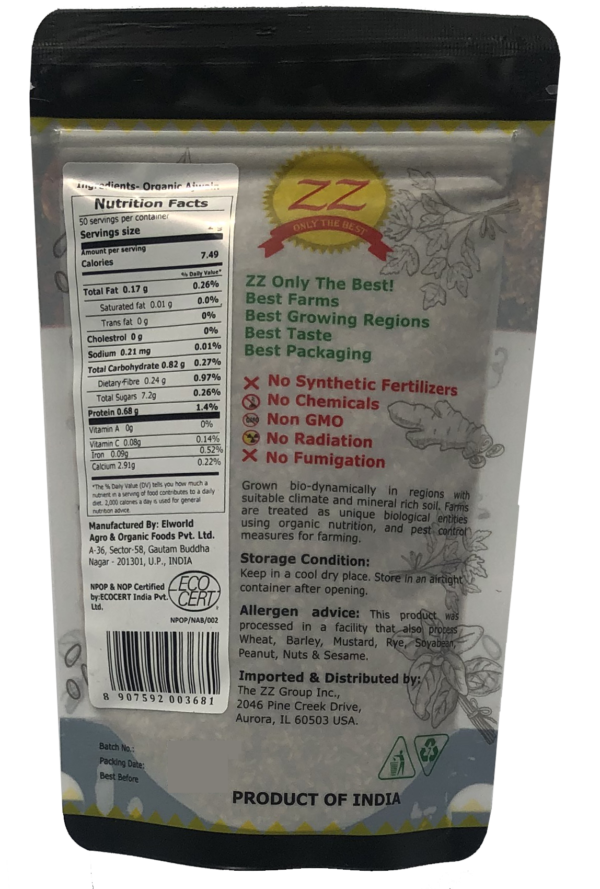 Ingredients- Organic Ajwain
Nutrition Facts
50 servings per container
Servings size
Amount per serving
Calories 7.49
% Daily Value*
Total Fat 0.17 g 0.26%
Saturated fat 0.01 g 0.0%
Trans fat 0 g 0%
Cholestrol 0 g 0%
Sodium 0.21 mg 0.01%
Total Carbohydrate 0.82 g 0.27%
Dietary Fibre 0.24 g 0.97%
Total Sugars 7.2g 0.26%
Protein 0.68 g 1.4%
Vitamin A 0g 0%
Vitamin C 0.08g 0.14%
Iron 0.09g 0.52%
Calcium 2.91g 0.22%
*The % Daily Value (DV) tells you how much a
nutrient in a serving of food contributes to a daily
diet. 2,000 calories a day is used for general
nutrition advice.
Manufactured By: Elworld
Agro & Organic Foods Pvt. Ltd.
A-36, Sector-58, Gautam Buddha
Nagar - 201301, U.P., INDIA
NPOP & NOP Certified
by:ECOCERT India Pvt.
Ltd.
ECO
CERT
NPOP/NAB/002
8 907592 003681
Batch No.:
Packing Date:
Best Before
ZZ
ONLY THE BEST
ZZ Only The Best!
Best Farms
Best Growing Regions
Best Taste
Best Packaging
No Synthetic Fertilizers
No Chemicals
Non GMO
No Radiation
No Fumigation
Grown bio-dynamically in regions with
suitable climate and mineral rich soil. Farms
are treated as unique biological entities
using organic nutrition, and pest control
measures for farming.
Storage Condition:
Keep in a cool dry place. Store in an airtight
container after opening.
Allergen advice: This product was
processed in a facility that also process
Wheat, Barley, Mustard, Rye, Soyabean,
Peanut, Nuts & Sesame.
Imported & Distributed by:
The ZZ Group Inc.,
2046 Pine Creek Drive,
Aurora, IL 60503 USA.
PRODUCT OF INDIA